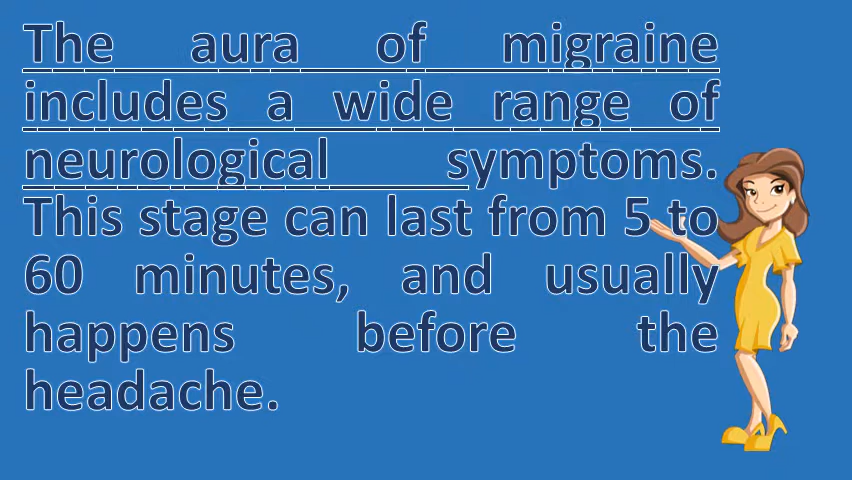 The aura of migraine
includes a wide range of
neurological symptoms.
This stage can last from 5 to
60 minutes, and usually
happens before the
headache.